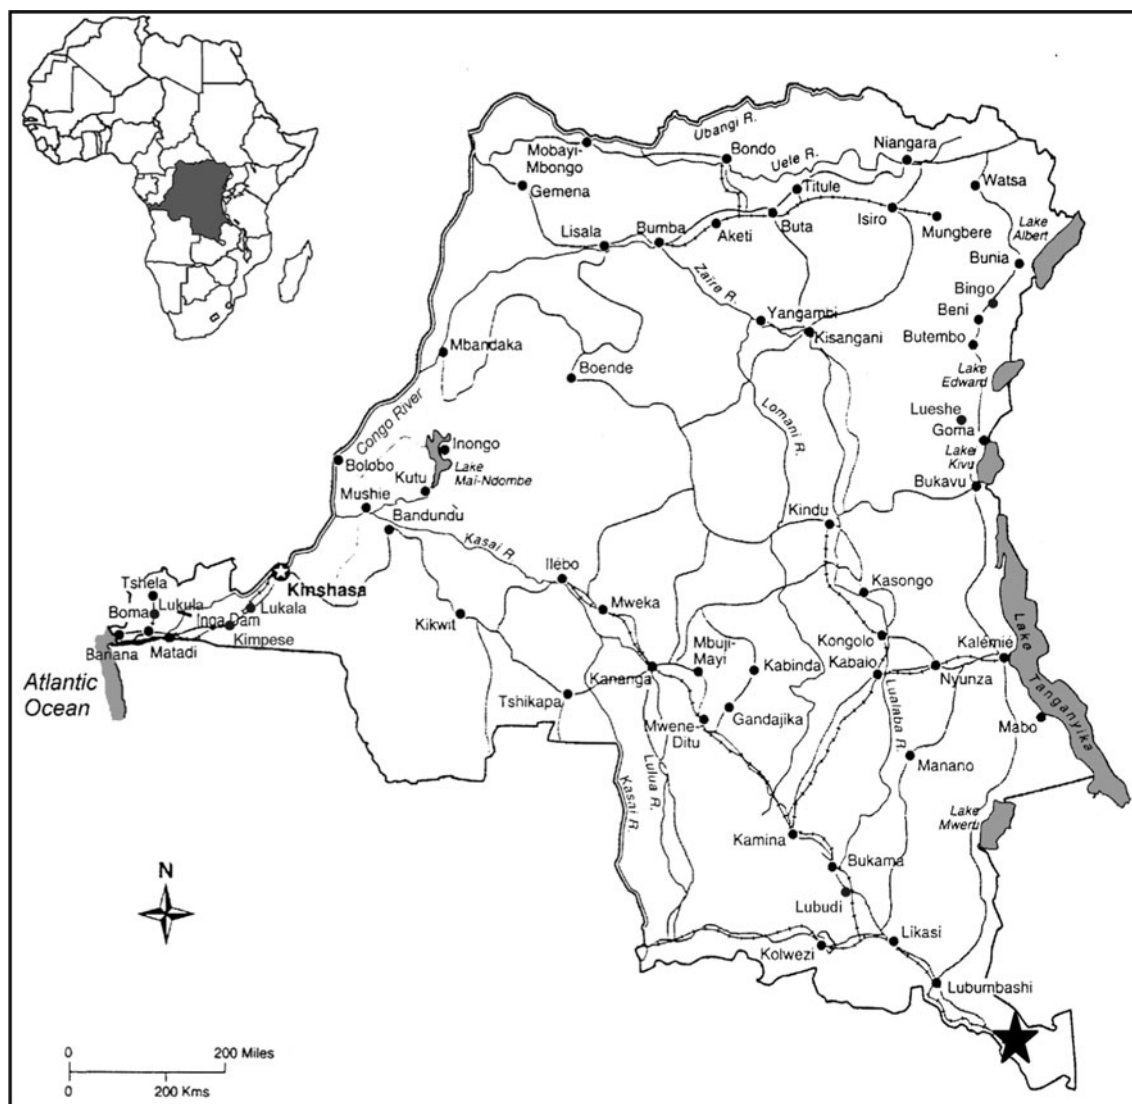 Ubangi R.
Mobayi-
Mbongo
Bondo
Uele R.
Niangara
Gemena
Titule
Watsa
Lisala
Bumba
Aketi
Buta
Isiro
Mungbere
Lake
Albert
Bunia
Zaire R.
Bingo
Beni
Yangambi
Kisangani
Butembo
Mbandaka
Boende
Lake
Edward
Congo River
Lomani R.
Lueshe
Goma
Inongo
Lake
Kivu
Bolobo
Lake
Mai-Ndombe
Kutu
Bukavu
Mushie
Bandundu
Kindu
Kasai R.
Ilebo
Kasongo
Kinshasa
Tshela
Lukula
Boma
Lukala
Inga Dam
Mweka
Kikwit
Kimpese
Banana
Matadi
Mbuji-
Mayi
Kongolo
Kalemie
Lake
Tanganyika
Kabinda
Kabalo
Kananga
Nyunza
Atlantic
Ocean
Tshikapa
Gandajika
Mwene-
Ditu
Lualaba R.
Mabo
Manano
Lulua R.
Kasai R.
Lake
Mweru
Kamina
Bukama
N
Lubudi
Likasi
Kolwezi
Lubumbashi
0 200 Miles
0 200 Kms